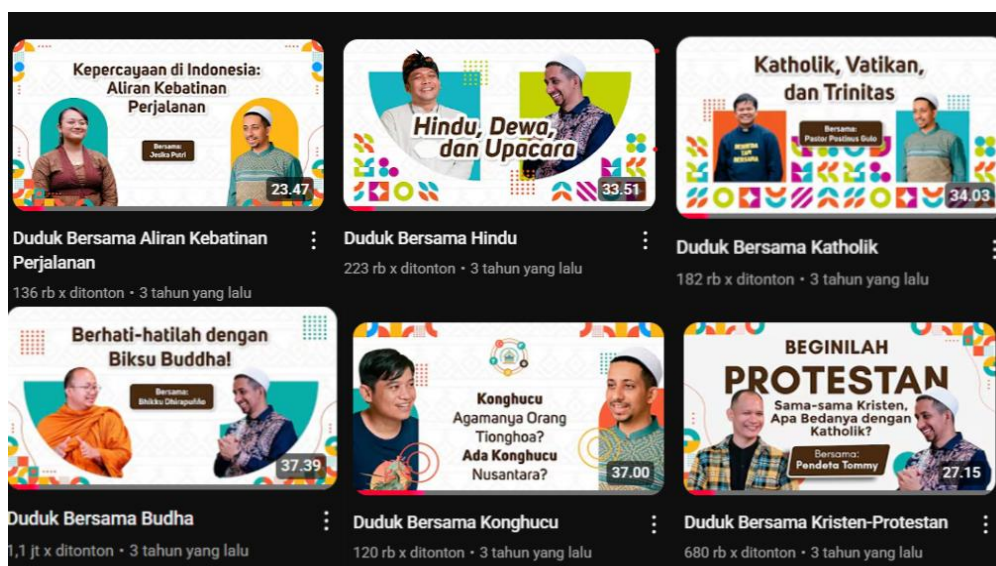 Kepercayaan di Indonesia:
Aliran Kebatinan
Perjalanan
Bersama:
Jesika Putri
23.47
Duduk Bersama Aliran Kebatinan
Perjalanan
136 rb x ditonton • 3 tahun yang lalu
Hindu, Dewa,
dan Upacara
33.51
Duduk Bersama Hindu
223 rb x ditonton • 3 tahun yang lalu
Katholik, Vatikan,
dan Trinitas
Bersama:
Pastor Postinus Gulo
BERBEDA
TAPI
BERSAMA
34.03
Duduk Bersama Katholik
182 rb x ditonton • 3 tahun yang lalu
Berhati-hatilah dengan
Biksu Buddha!
Bersama:
Bhikku Dhirapuñño
37.39
Duduk Bersama Budha
1,1 jt x ditonton • 3 tahun yang lalu
Konghucu
Agamanya Orang
Tionghoa?
Ada Konghucu
Nusantara?
37.00
Duduk Bersama Konghucu
120 rb x ditonton • 3 tahun yang lalu
BEGINILAH
PROTESTAN
Sama-sama Kristen,
Apa Bedanya dengan
Katholik?
Bersama:
Pendeta Tommy
27.15
Duduk Bersama Kristen-Protestan
680 rb x ditonton • 3 tahun yang lalu